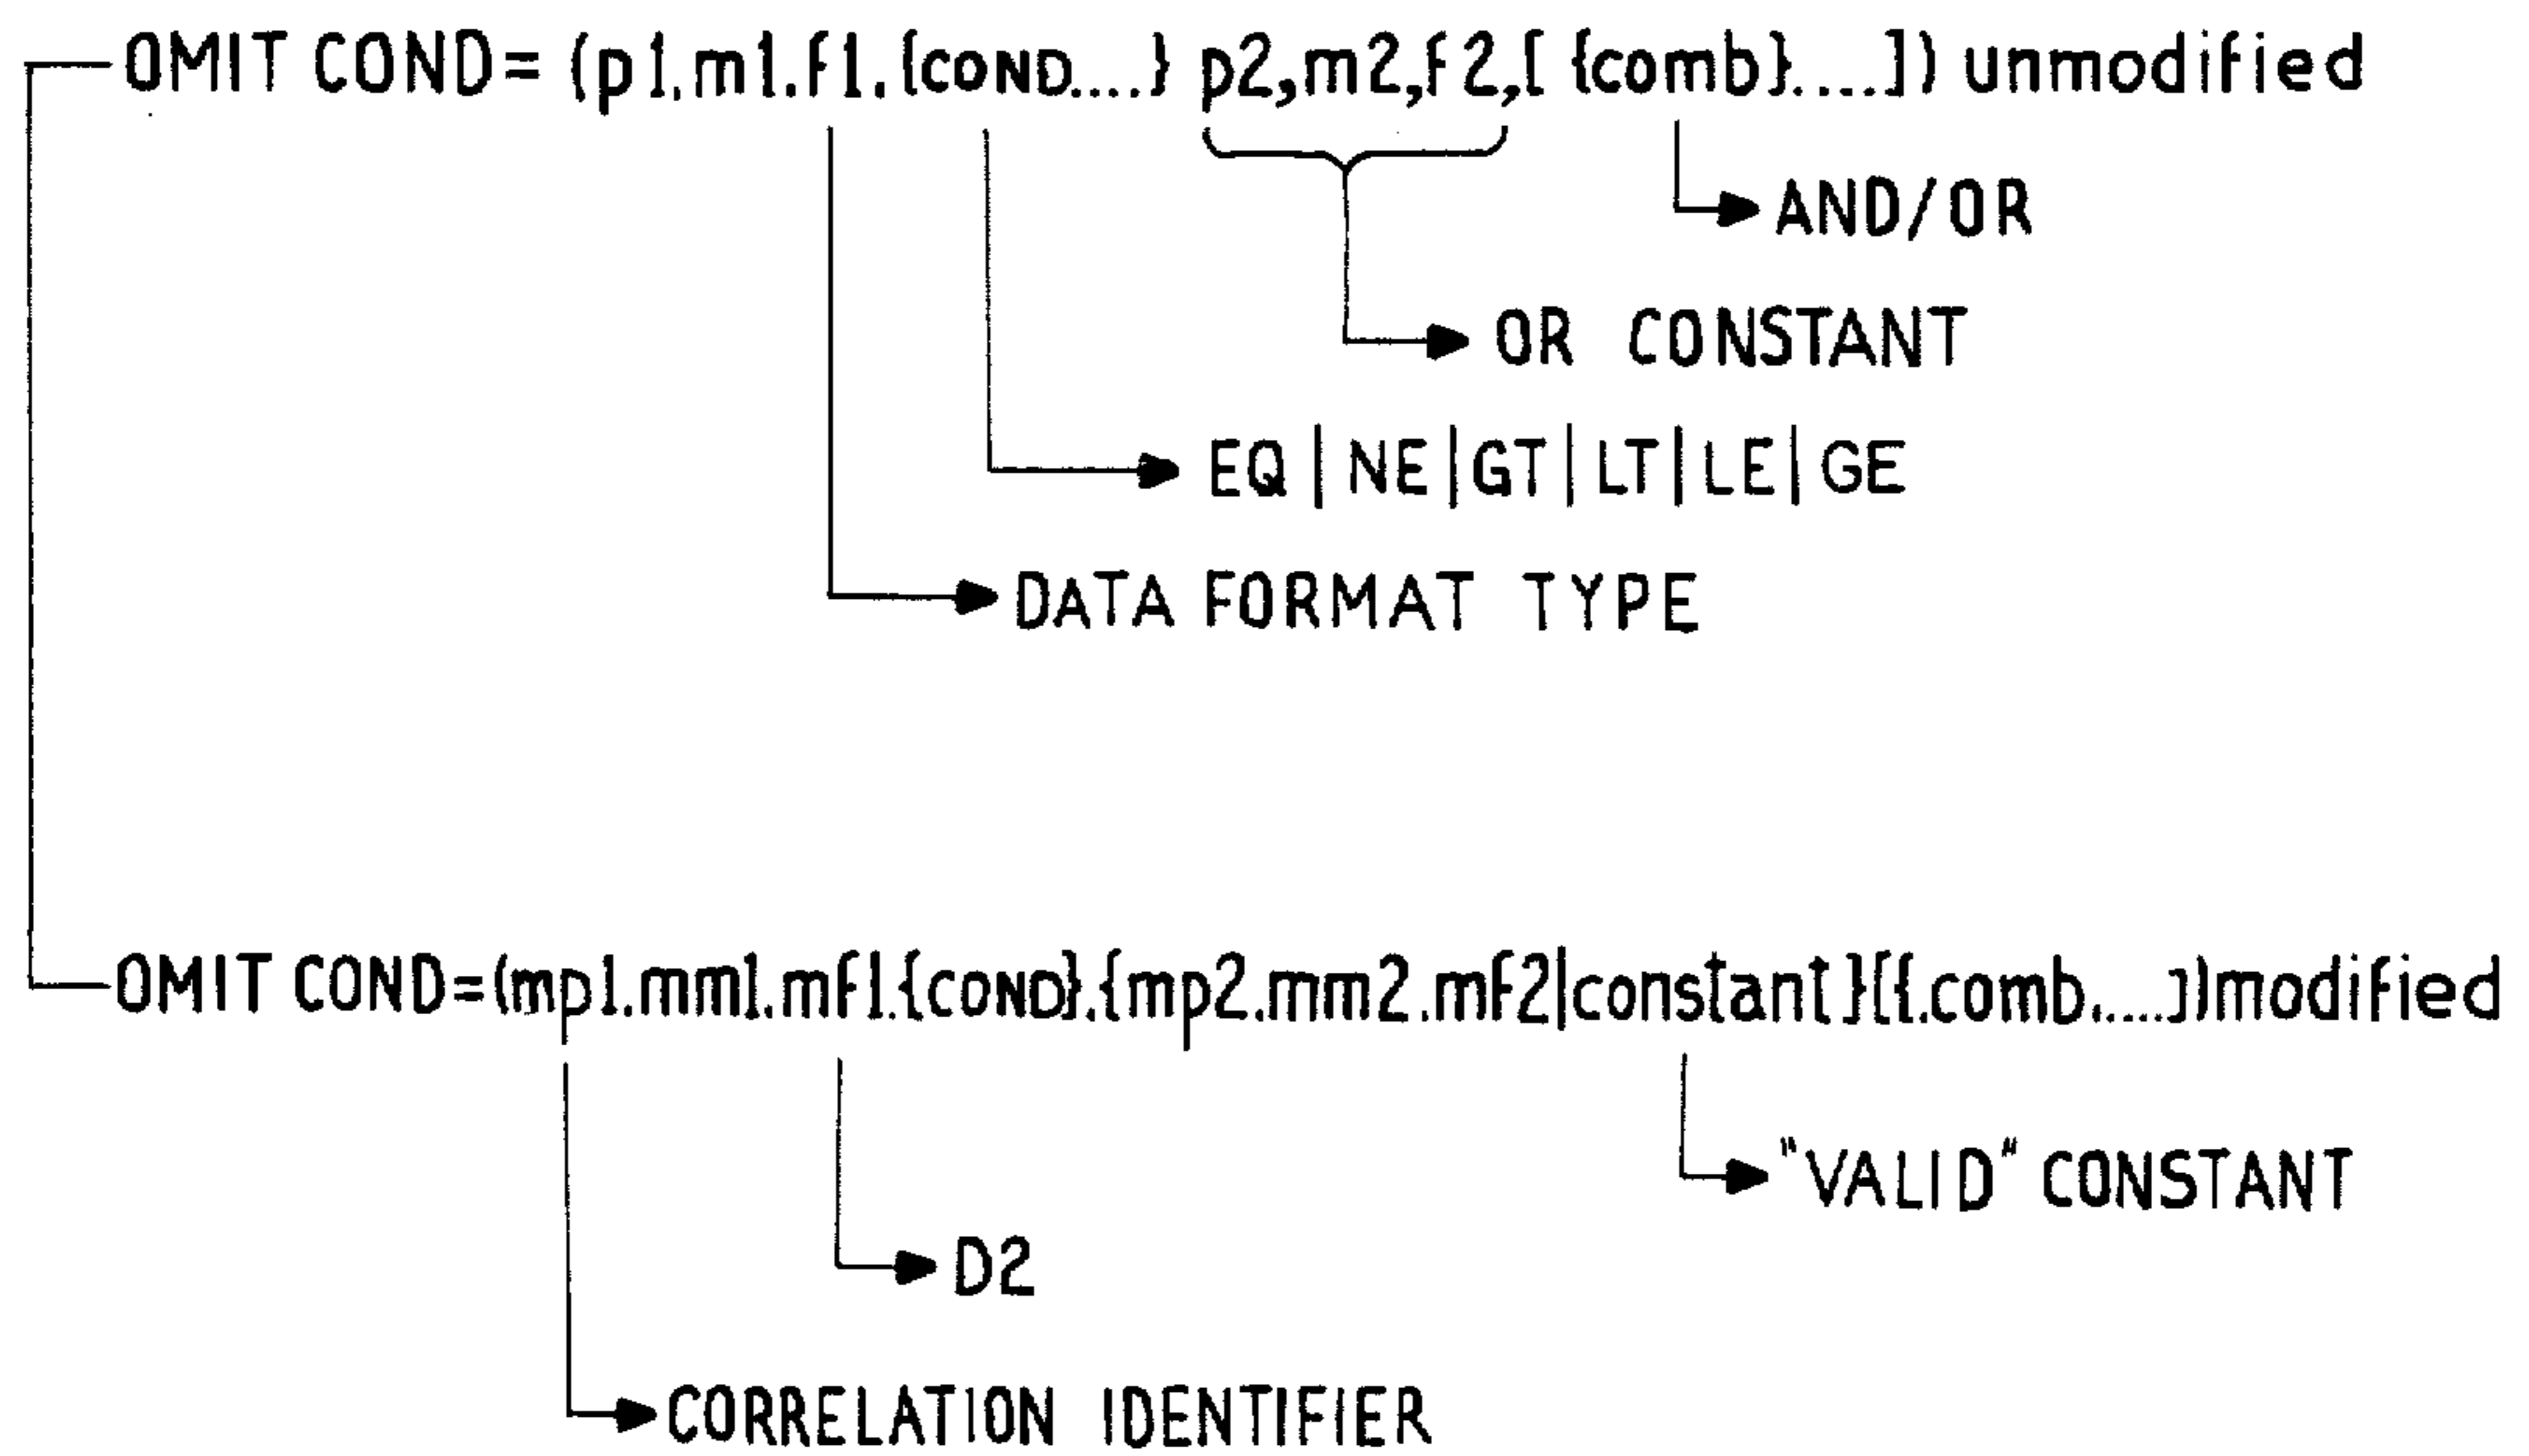 OMIT COND= (p1.m1.f1.{COND....} p2,m2,f2,[ {comb}....]) unmodified
AND/OR
OR CONSTANT
EQ|NE|GT|LT|LE|GE
DATA FORMAT TYPE
OMIT COND=(mp1.mm1.mf1.{COND}.{mp2.mm2.mf2|constant}[{.comb.....])modified
"VALID" CONSTANT
D2
CORRELATION IDENTIFIER